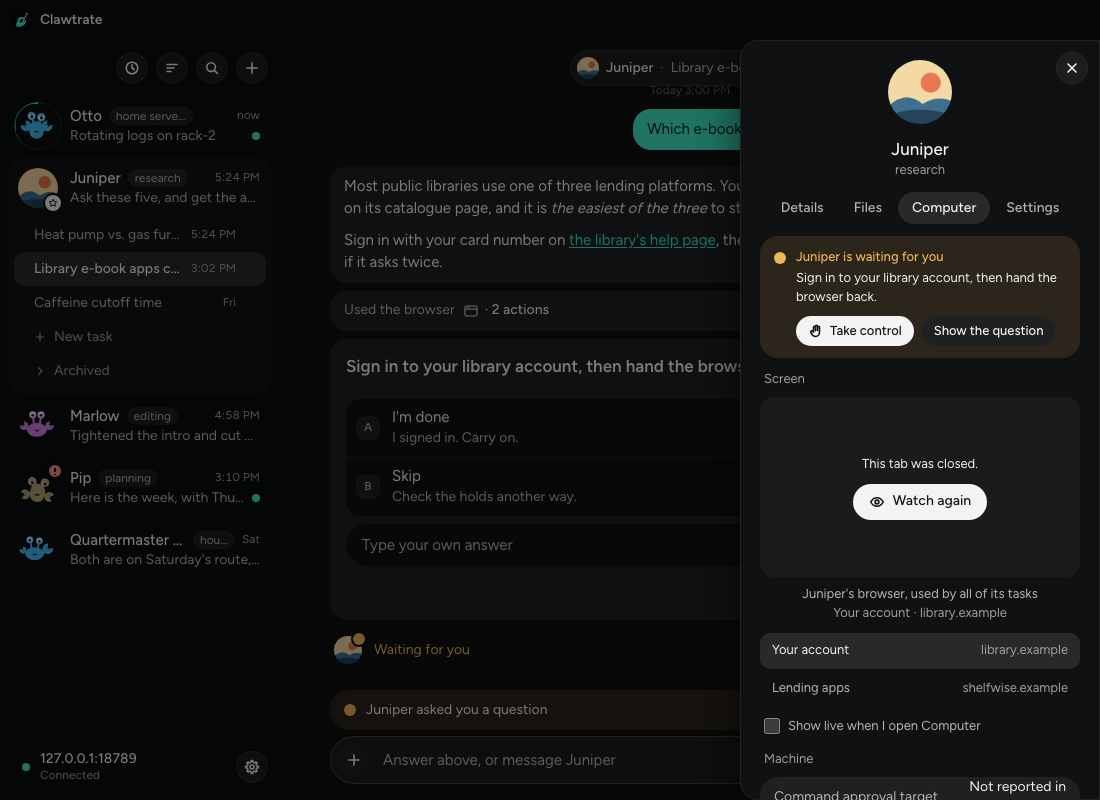 Clawtrate
Otto home serve... now
Rotating logs on rack-2
Juniper research 5:24 PM
Ask these five, and get the a...
Heat pump vs. gas fur... 5:24 PM
Library e-book apps c... 3:02 PM
Caffeine cutoff time Fri
+ New task
Archived
Marlow editing 4:58 PM
Tightened the intro and cut ...
Pip planning 3:10 PM
Here is the week, with Thu...
Quartermaster ... hou... Sat
Both are on Saturday's route,...
127.0.0.1:18789
Connected
Juniper · Library e-b
Today 3:00 PM
Which e-book
Most public libraries use one of three lending platforms. You
on its catalogue page, and it is the easiest of the three to st
Sign in with your card number on the library's help page, the
if it asks twice.
Used the browser · 2 actions
Sign in to your library account, then hand the brows
A I'm done
I signed in. Carry on.
B Skip
Check the holds another way.
Type your own answer
Waiting for you
Juniper asked you a question
Answer above, or message Juniper
Juniper
research
Details Files Computer Settings
Juniper is waiting for you
Sign in to your library account, then hand the
browser back.
Take control Show the question
Screen
This tab was closed.
Watch again
Juniper's browser, used by all of its tasks
Your account · library.example
Your account library.example
Lending apps shelfwise.example
Show live when I open Computer
Machine
Command approval target Not reported in